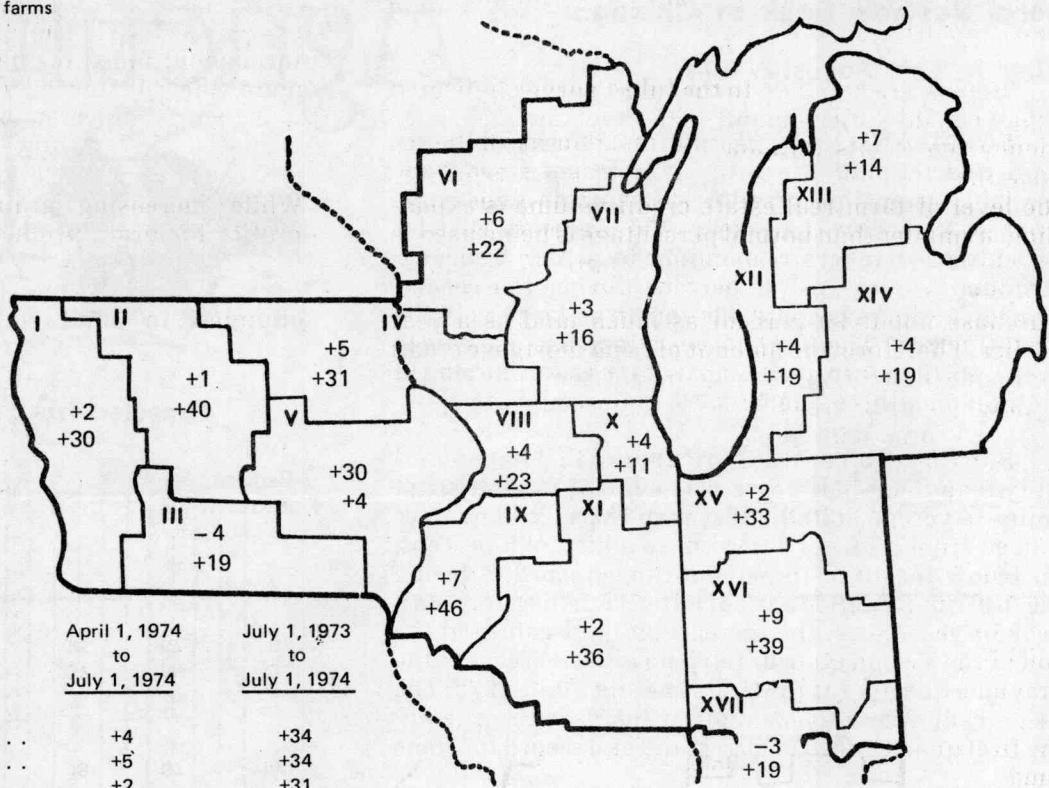 farms
VI
+6
+22
VII
+3
+16
+7
+14
XIII
XII
XIV
+4
+19
+4
+19
I
II
IV
+5
+31
+1
+40
+2
+30
V
+30
+4
VIII
+4
+23
X
+4
+11
III
– 4
+19
IX
XI
XV
+2
+33
+7
+46
XVI
+2
+36
+9
+39
XVII
– 3
+19
April 1, 1974 July 1, 1973
to to
July 1, 1974 July 1, 1974
. . +4 +34
. . . +5 +34
+2 +31